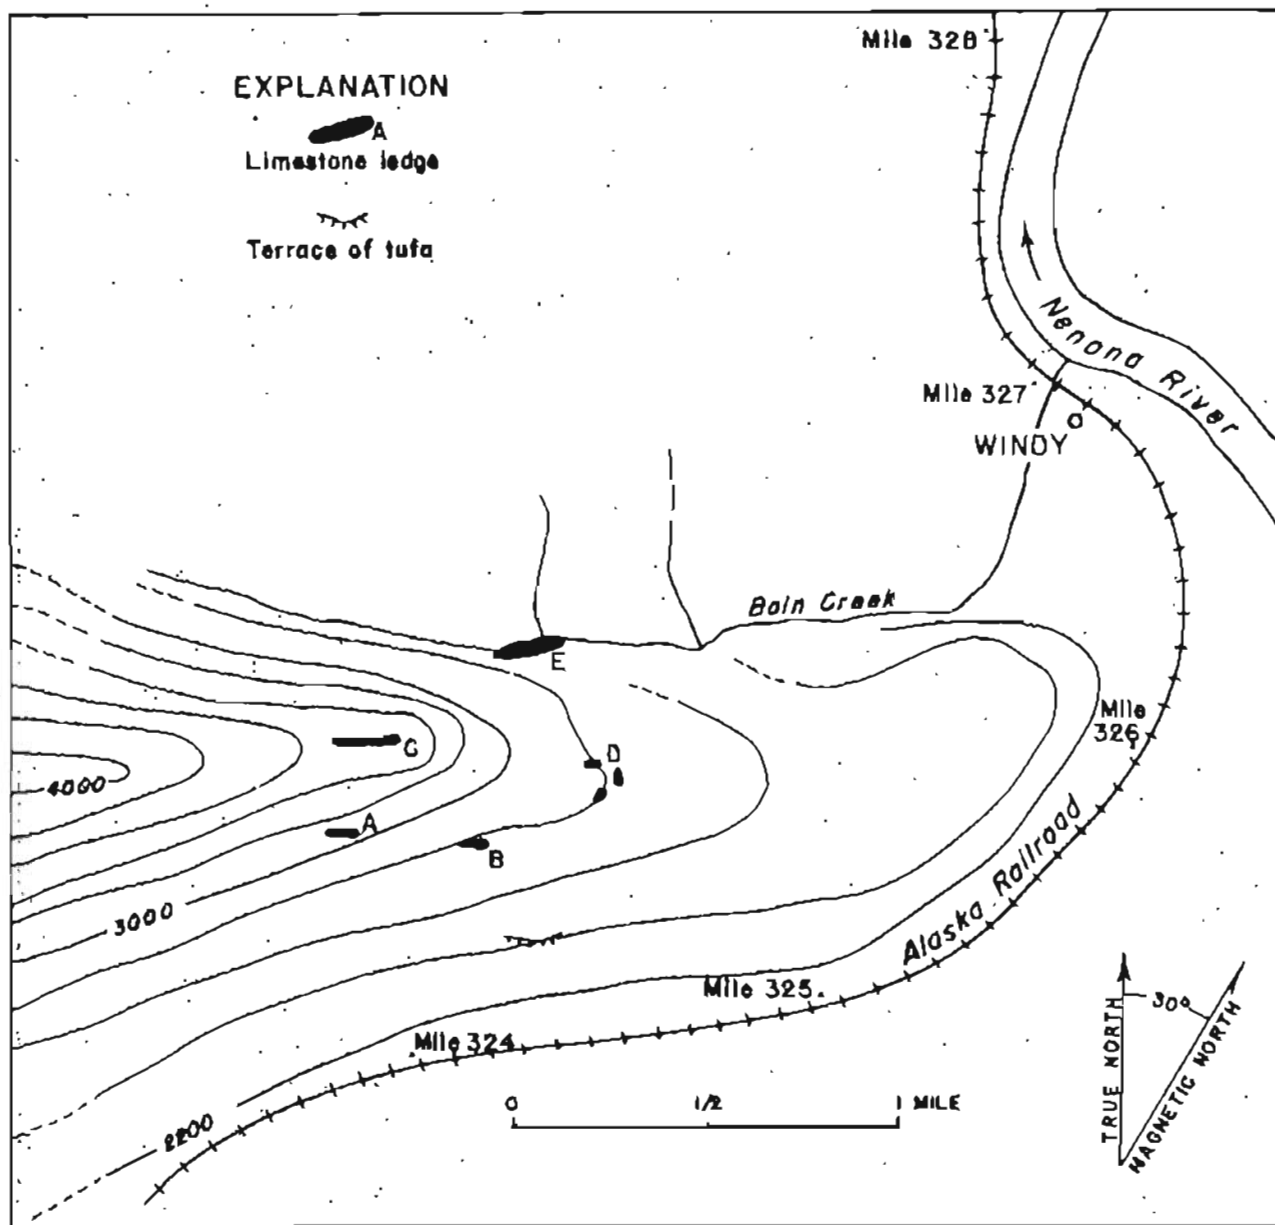 Mile 328
EXPLANATION
A
Limestone ledge
Terrace of tufa
Nenana River
Mile 327
WINDY
Bain Creek
E
C
D
Mile
326
4000
A
B
3000
Alaska Railroad
Mile 325
Mile 324
30°
TRUE NORTH
MAGNETIC NORTH
0 1/2 1 MILE
2200